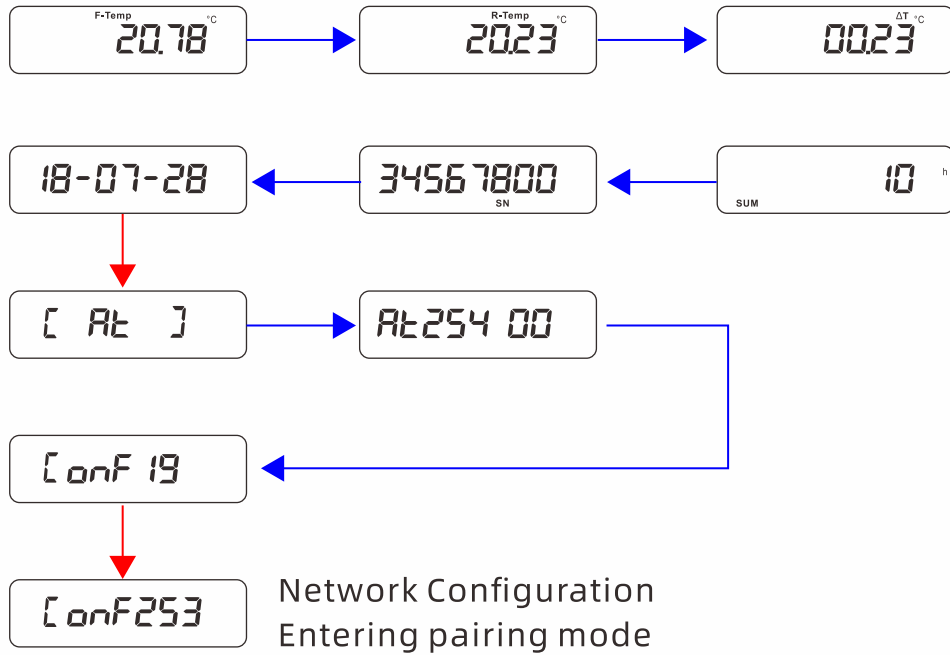 F-Temp
20.78 °C
R-Temp
20.23 °C
ΔT
00.23 °C
18-07-28
34567800
SN
10 h
SUM
[ At ]
At254 00
ConF 19
ConF253
Network Configuration
Entering pairing mode